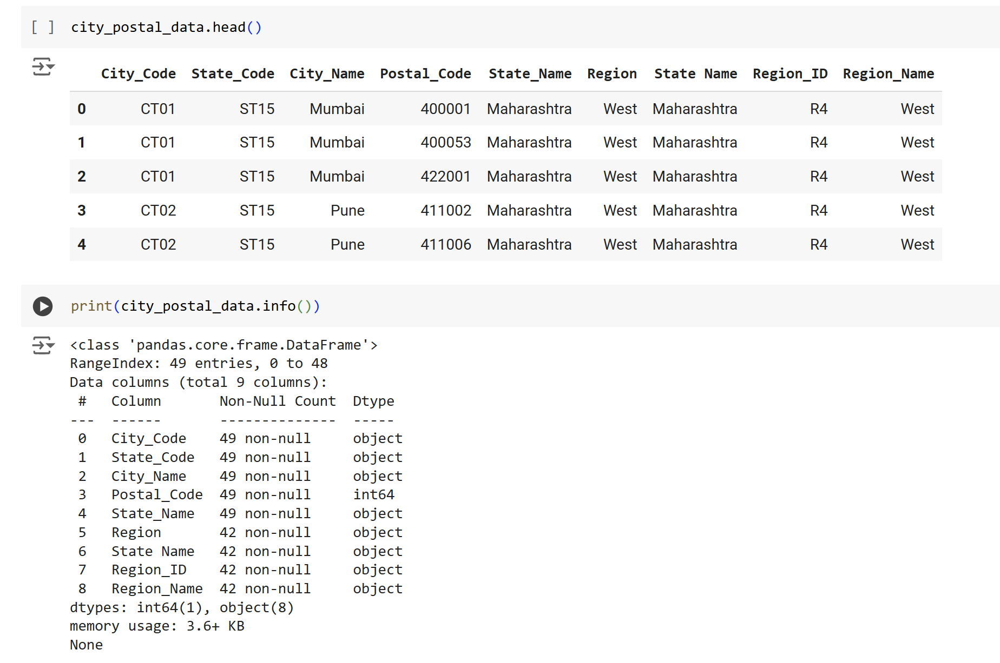 [ ] city_postal_data.head()
City_Code State_Code City_Name Postal_Code State_Name Region State Name Region_ID Region_Name
0 CT01 ST15 Mumbai 400001 Maharashtra West Maharashtra R4 West
1 CT01 ST15 Mumbai 400053 Maharashtra West Maharashtra R4 West
2 CT01 ST15 Mumbai 422001 Maharashtra West Maharashtra R4 West
3 CT02 ST15 Pune 411002 Maharashtra West Maharashtra R4 West
4 CT02 ST15 Pune 411006 Maharashtra West Maharashtra R4 West
print(city_postal_data.info())
<class 'pandas.core.frame.DataFrame'>
RangeIndex: 49 entries, 0 to 48
Data columns (total 9 columns):
 #   Column       Non-Null Count  Dtype
---  ------       --------------  -----
 0   City_Code    49 non-null     object
 1   State_Code   49 non-null     object
 2   City_Name    49 non-null     object
 3   Postal_Code  49 non-null     int64
 4   State_Name   49 non-null     object
 5   Region       42 non-null     object
 6   State Name   42 non-null     object
 7   Region_ID    42 non-null     object
 8   Region_Name  42 non-null     object
dtypes: int64(1), object(8)
memory usage: 3.6+ KB
None